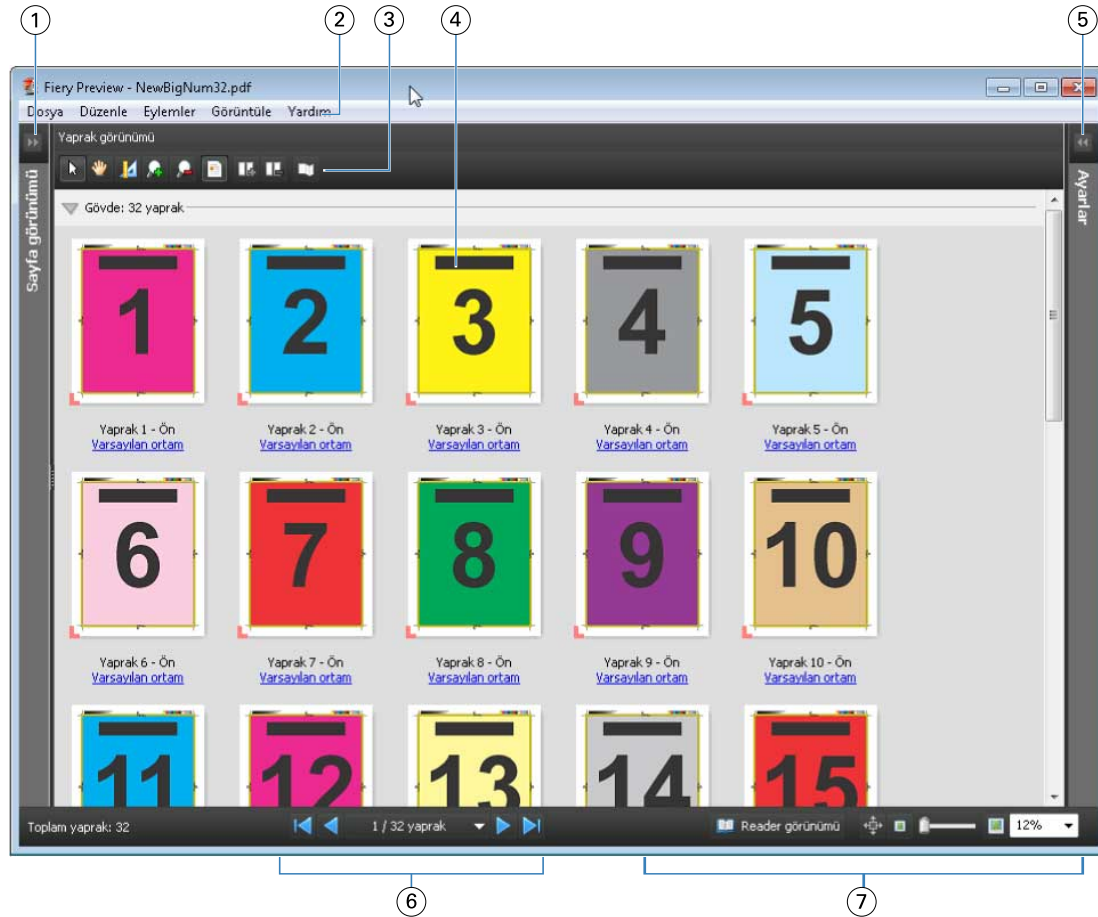 1 2 3 4 5
Fiery Preview - NewBigNum32.pdf
Dosya Düzenle Eylemler Görüntüle Yardım
Yaprak görünümü
Sayfa görünümü
Ayarlar
Gövde: 32 yaprak
1 2 3 4 5
Yaprak 1 - Ön Yaprak 2 - Ön Yaprak 3 - Ön Yaprak 4 - Ön Yaprak 5 - Ön
Varsayılan ortam Varsayılan ortam Varsayılan ortam Varsayılan ortam Varsayılan ortam
6 7 8 9 10
Yaprak 6 - Ön Yaprak 7 - Ön Yaprak 8 - Ön Yaprak 9 - Ön Yaprak 10 - Ön
Varsayılan ortam Varsayılan ortam Varsayılan ortam Varsayılan ortam Varsayılan ortam
11 12 13 14 15
Toplam yaprak: 32 1 / 32 yaprak Reader görünümü 12%
6 7